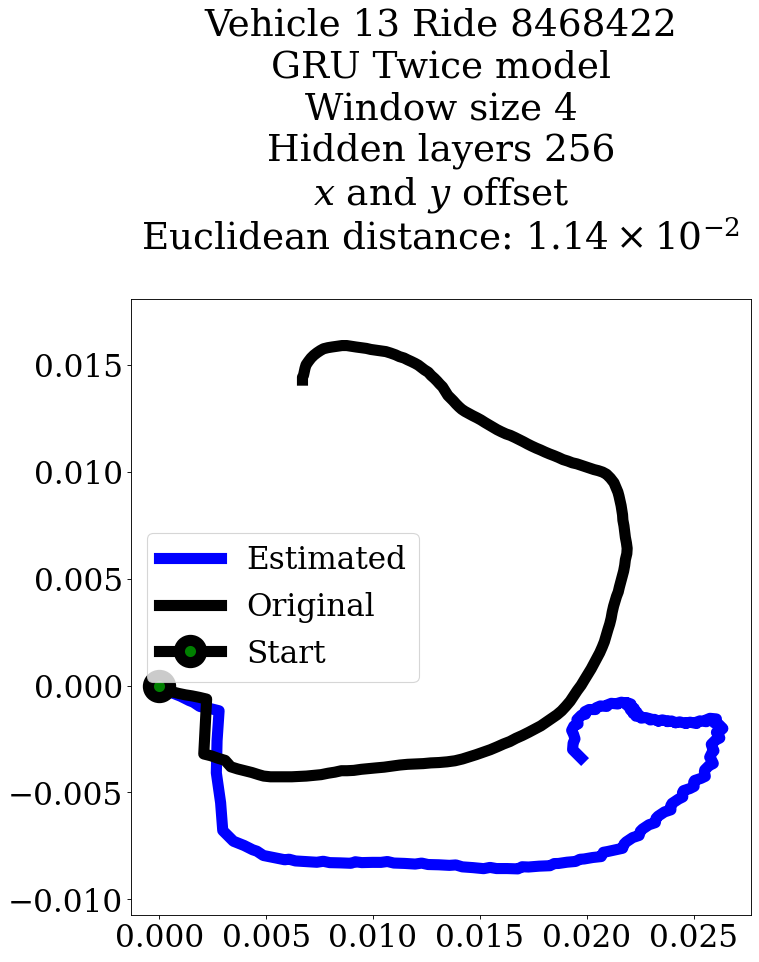 Vehicle 13 Ride 8468422
GRU Twice model
Window size 4
Hidden layers 256
x and y offset
Euclidean distance: 1.14 × 10⁻²
0.015
0.010
0.005
Estimated
Original
Start
0.000
−0.005
−0.010
0.000 0.005 0.010 0.015 0.020 0.025